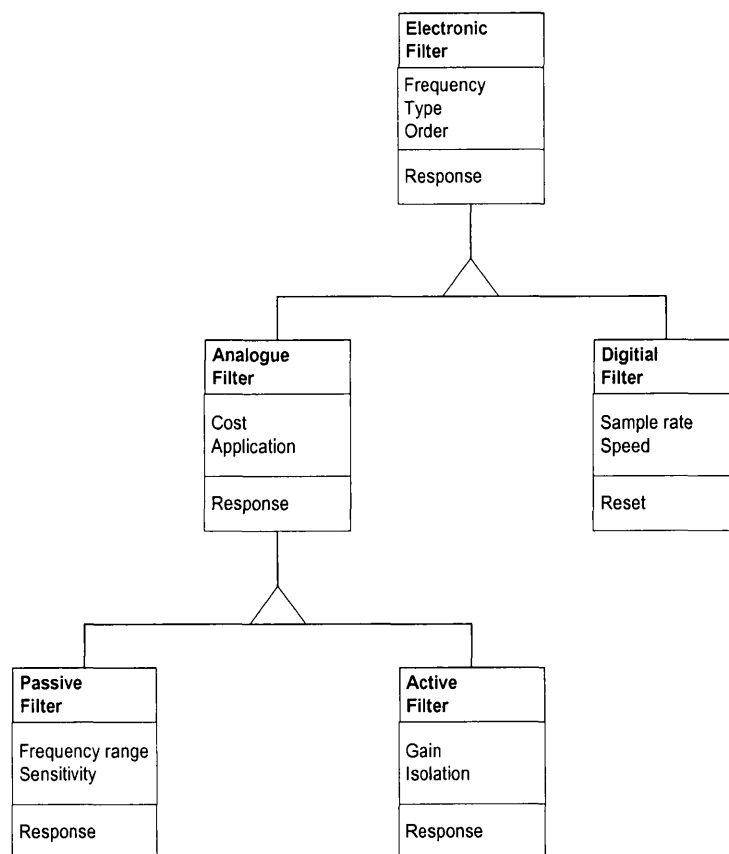 Electronic
Filter
Frequency
Type
Order
Response
Analogue
Filter
Cost
Application
Response
Digitial
Filter
Sample rate
Speed
Reset
Passive
Filter
Frequency range
Sensitivity
Response
Active
Filter
Gain
Isolation
Response